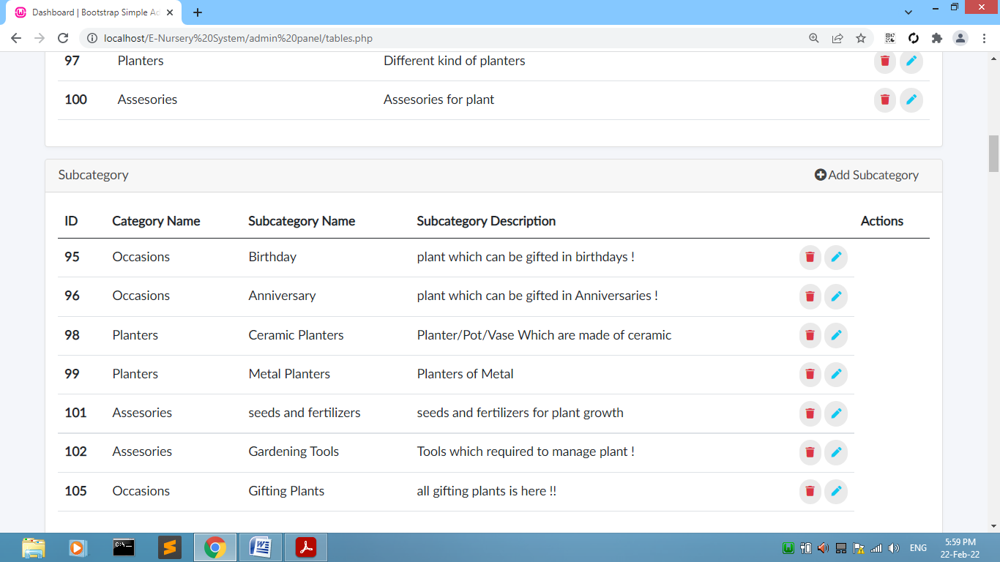 Dashboard | Bootstrap Simple Ad
localhost/E-Nursery%20System/admin%20panel/tables.php
97 Planters Different kind of planters
100 Assesories Assesories for plant
Subcategory Add Subcategory
ID Category Name Subcategory Name Subcategory Description Actions
95 Occasions Birthday plant which can be gifted in birthdays !
96 Occasions Anniversary plant which can be gifted in Anniversaries !
98 Planters Ceramic Planters Planter/Pot/Vase Which are made of ceramic
99 Planters Metal Planters Planters of Metal
101 Assesories seeds and fertilizers seeds and fertilizers for plant growth
102 Assesories Gardening Tools Tools which required to manage plant !
105 Occasions Gifting Plants all gifting plants is here !!
ENG 5:59 PM
22-Feb-22